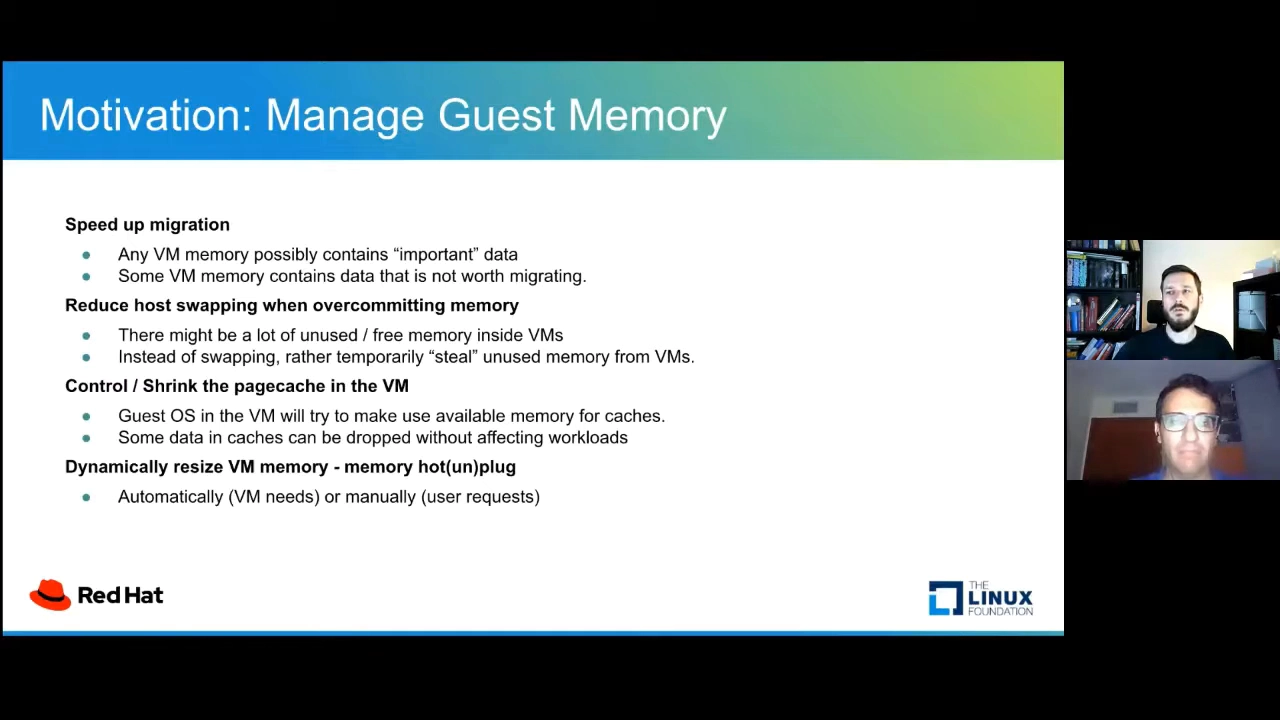 Motivation: Manage Guest Memory
Speed up migration
● Any VM memory possibly contains “important” data
● Some VM memory contains data that is not worth migrating.
Reduce host swapping when overcommitting memory
● There might be a lot of unused / free memory inside VMs
● Instead of swapping, rather temporarily “steal” unused memory from VMs.
Control / Shrink the pagecache in the VM
● Guest OS in the VM will try to make use available memory for caches.
● Some data in caches can be dropped without affecting workloads
Dynamically resize VM memory - memory hot(un)plug
● Automatically (VM needs) or manually (user requests)
Red Hat
THE
LINUX
FOUNDATION